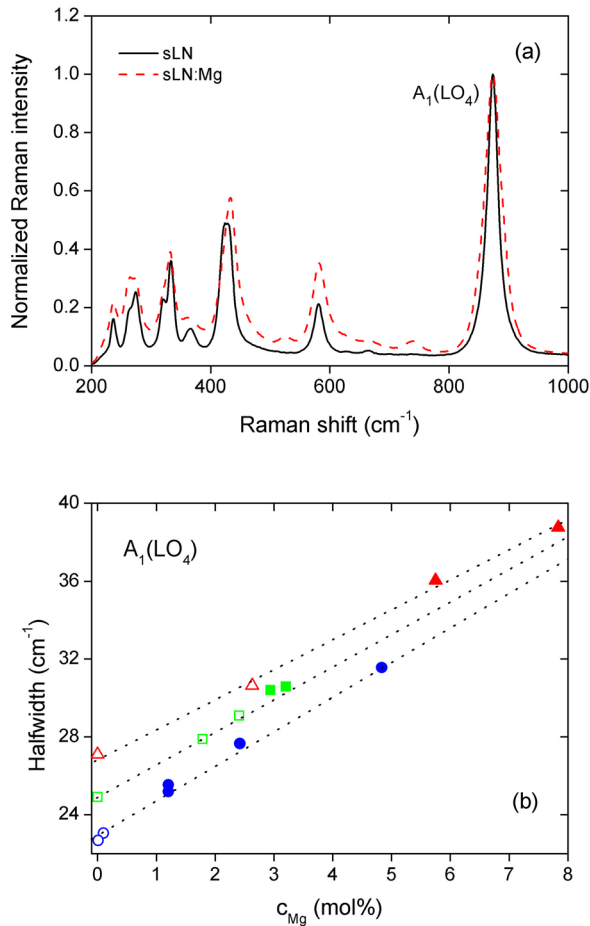 (a)
sLN
sLN:Mg
A₁(LO₄)
Normalized Raman intensity
1.2
1.0
0.8
0.6
0.4
0.2
0.0
200 400 600 800 1000
Raman shift (cm⁻¹)
A₁(LO₄)
Halfwidth (cm⁻¹)
40
36
32
28
24
(b)
0 1 2 3 4 5 6 7 8
c_Mg (mol%)